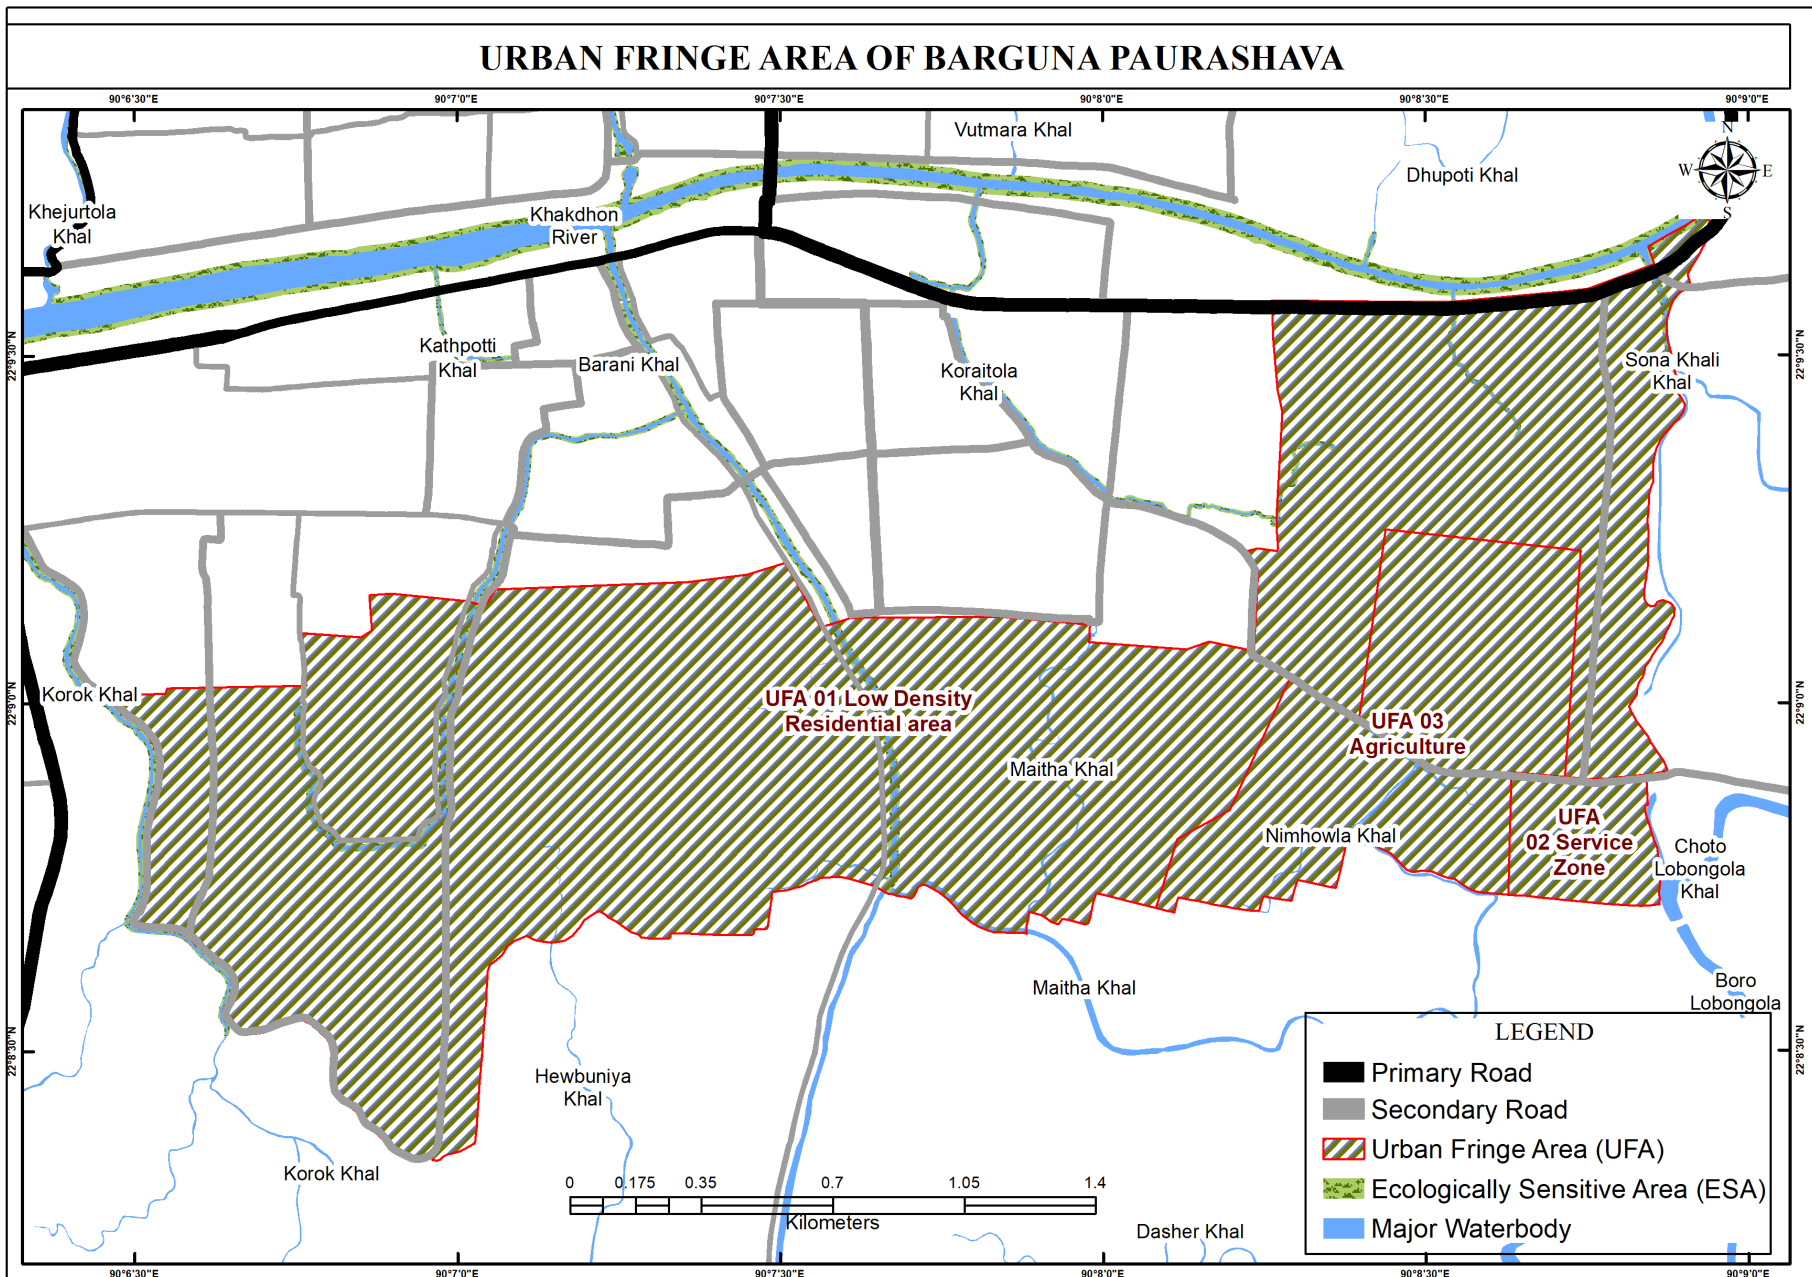 URBAN FRINGE AREA OF BARGUNA PAURASHAVA
90°6'30"E
90°7'0"E
90°7'30"E
90°8'0"E
90°8'30"E
90°9'0"E
N
W
E
S
Vutmara Khal
Dhupoti Khal
Khejurtola
Khal
Khakdhon
River
22°9'30"N
22°9'30"N
Kathpotti
Khal
Barani Khal
Koraitola
Khal
Sona Khali
Khal
22°9'0"N
22°9'0"N
Korok Khal
UFA 01 Low Density
Residential area
UFA 03
Agriculture
Maitha Khal
Nimhowla Khal
UFA
02 Service
Zone
Choto
Lobongola
Khal
Maitha Khal
Boro
Lobongola
22°8'30"N
22°8'30"N
Hewbuniya
Khal
Korok Khal
Dasher Khal
0
0.175
0.35
0.7
1.05
1.4
Kilometers
LEGEND
Primary Road
Secondary Road
Urban Fringe Area (UFA)
Ecologically Sensitive Area (ESA)
Major Waterbody
90°6'30"E
90°7'0"E
90°7'30"E
90°8'0"E
90°8'30"E
90°9'0"E